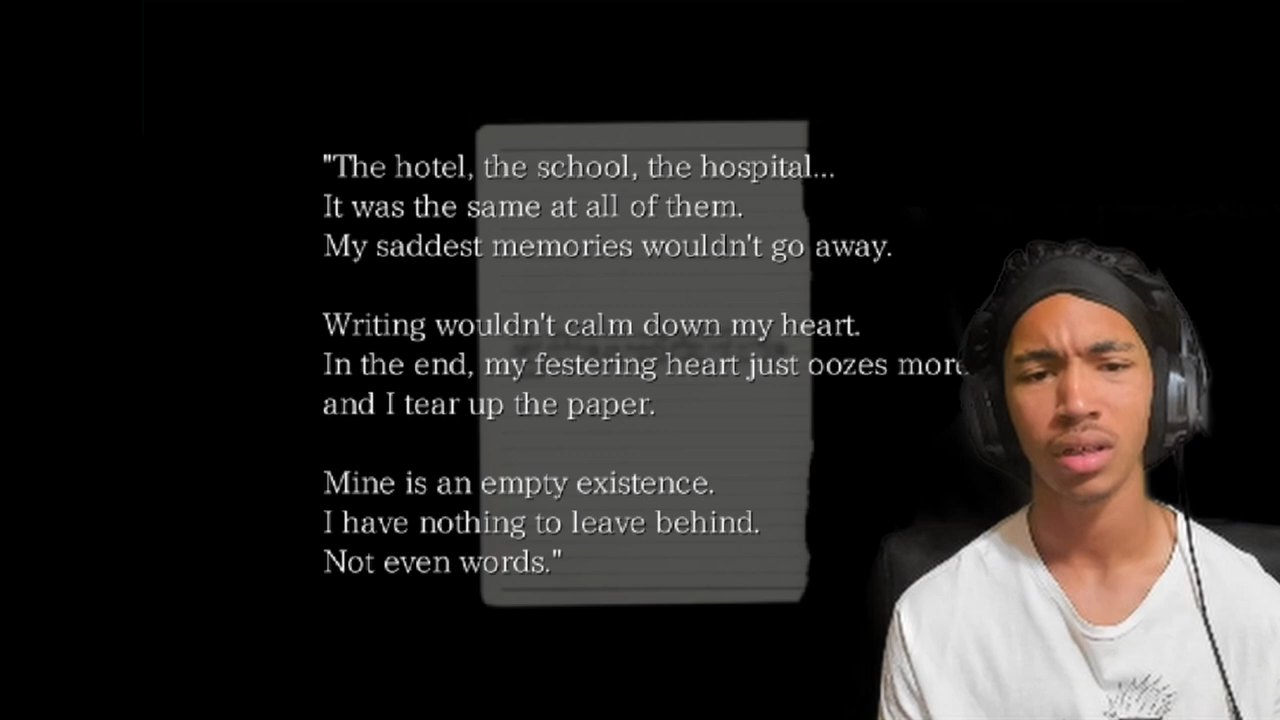 "The hotel, the school, the hospital...
It was the same at all of them.
My saddest memories wouldn't go away.
Writing wouldn't calm down my heart.
In the end, my festering heart just oozes more
and I tear up the paper.
Mine is an empty existence.
I have nothing to leave behind.
Not even words."